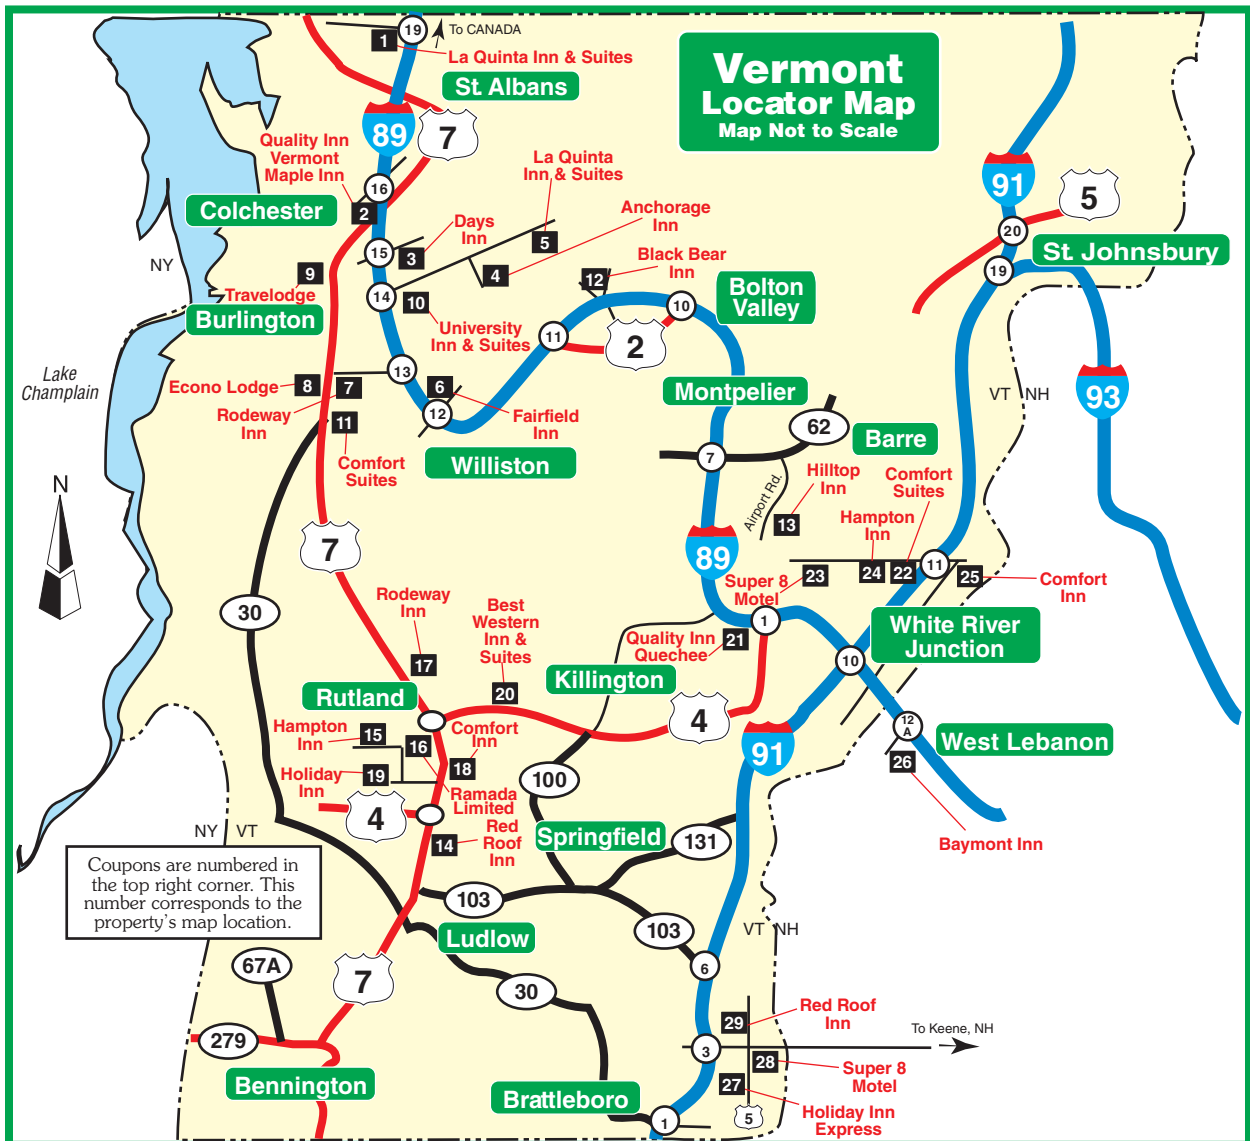 Vermont
Locator Map
Map Not to Scale
19
To CANADA
1
La Quinta Inn & Suites
St. Albans
89
7
Quality Inn
Vermont
Maple Inn
16
2
Colchester
La Quinta
Inn & Suites
5
Anchorage
Inn
4
Days
Inn
3
15
NY
9
Travelodge
Burlington
14
10
University
Inn & Suites
12
Black Bear
Inn
10
Bolton
Valley
11
2
91
5
20
St. Johnsbury
19
Lake
Champlain
Econo Lodge
8
7
Rodeway
Inn
13
6
12
Fairfield
Inn
11
Comfort
Suites
Williston
Montpelier
62
Barre
7
Airport Rd.
Hilltop
Inn
13
VT
NH
93
Comfort
Suites
Hampton
Inn
N
7
89
Super 8
Motel
23
24
22
11
25
Comfort
Inn
30
Rodeway
Inn
17
Best
Western
Inn &
Suites
20
1
Quality Inn
Quechee
21
White River
Junction
10
Killington
Rutland
4
12
A
West Lebanon
26
Baymont Inn
91
Hampton
Inn
15
16
Comfort
Inn
18
Holiday
Inn
19
Ramada
Limited
4
Red
Roof
Inn
14
100
Springfield
131
NY
VT
Coupons are numbered in
the top right corner. This
number corresponds to the
property's map location.
103
103
VT
NH
Ludlow
67A
7
30
6
279
Bennington
29
Red Roof
Inn
3
To Keene, NH
28
Super 8
Motel
27
Holiday Inn
Express
5
Brattleboro
1